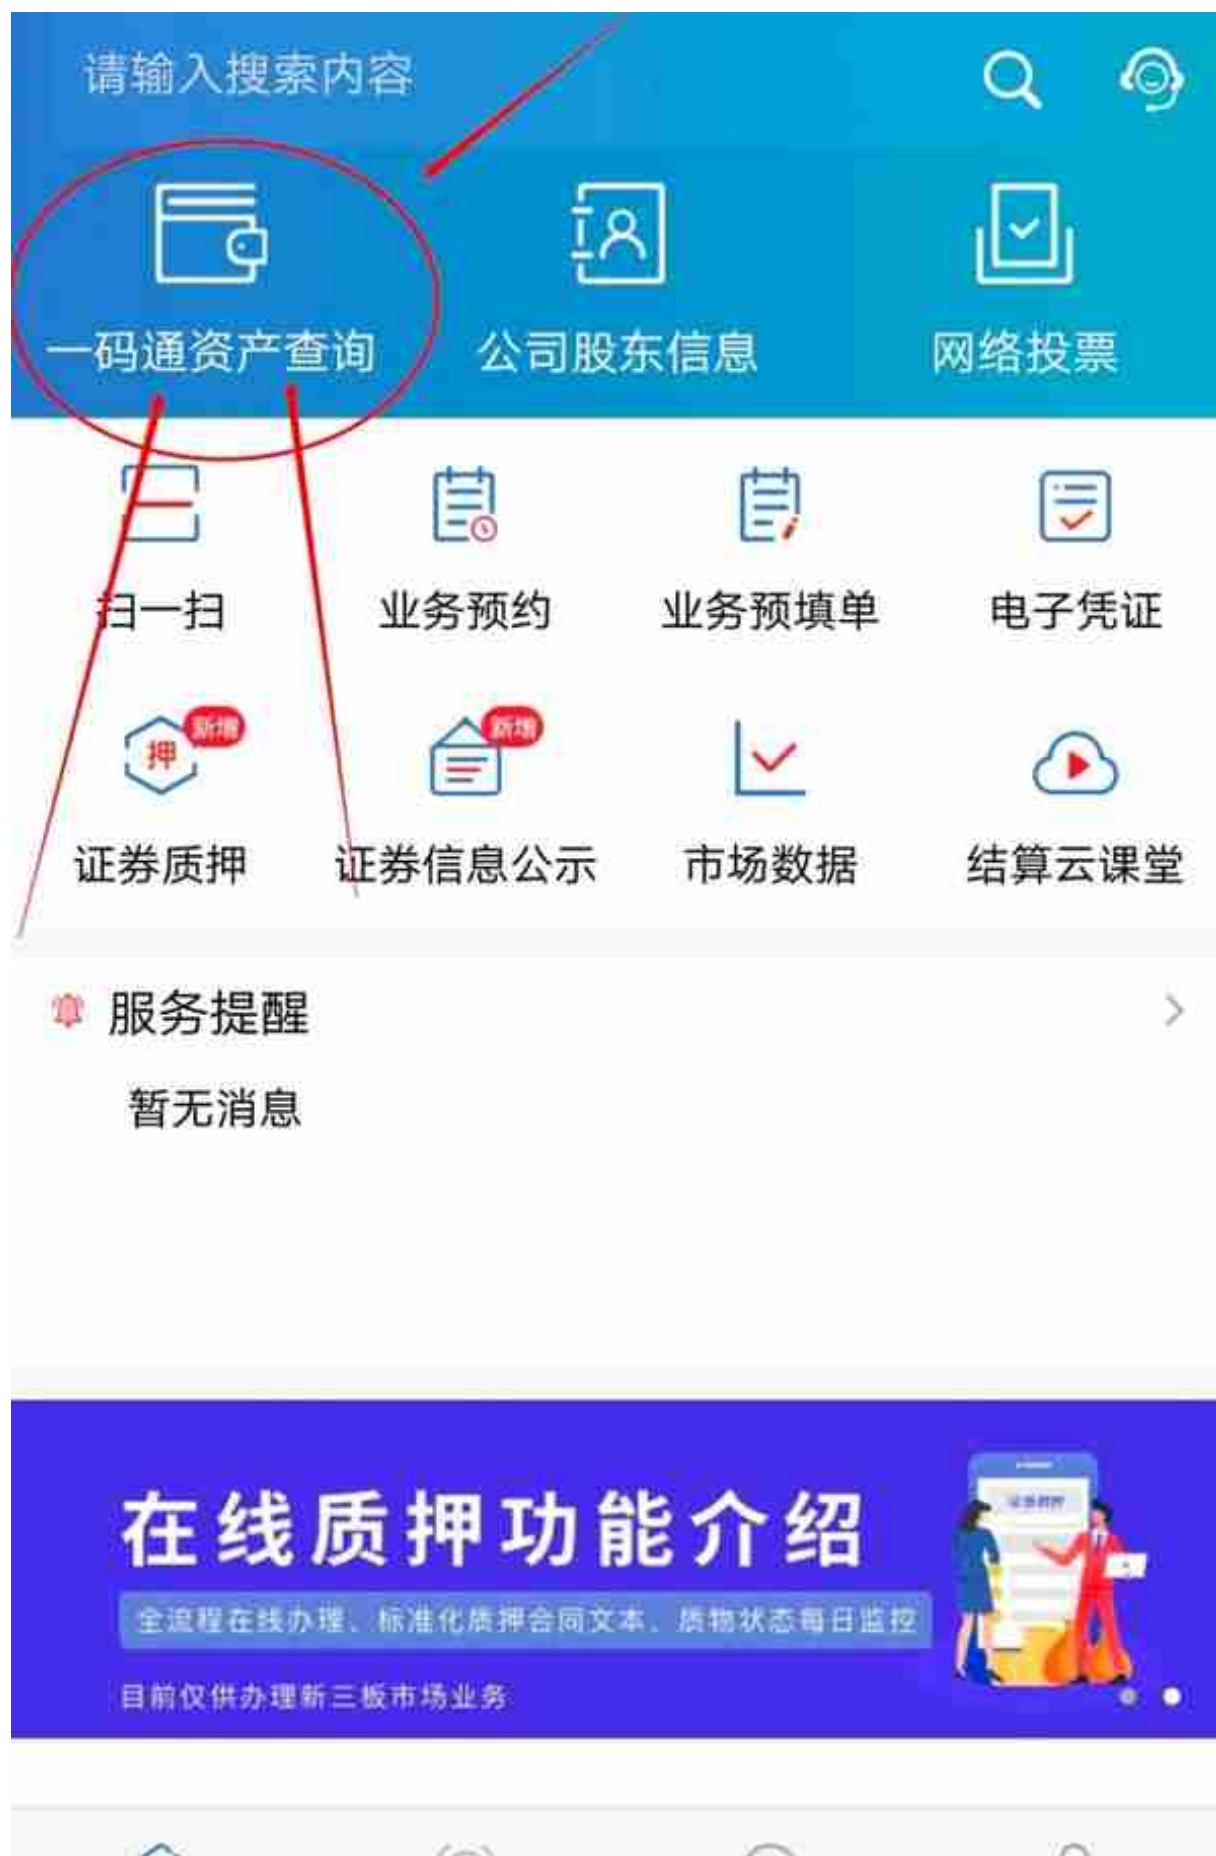 请输入搜索内容
一码通资产查询 公司股东信息 网络投票
扫一扫 业务预约 业务预填单 电子凭证
押 新增 新增
证券质押 证券信息公示 市场数据 结算云课堂
服务提醒
暂无消息
在线质押功能介绍
全流程在线办理、标准化质押合同文本、质物状态每日监控
目前仅供办理新三板市场业务